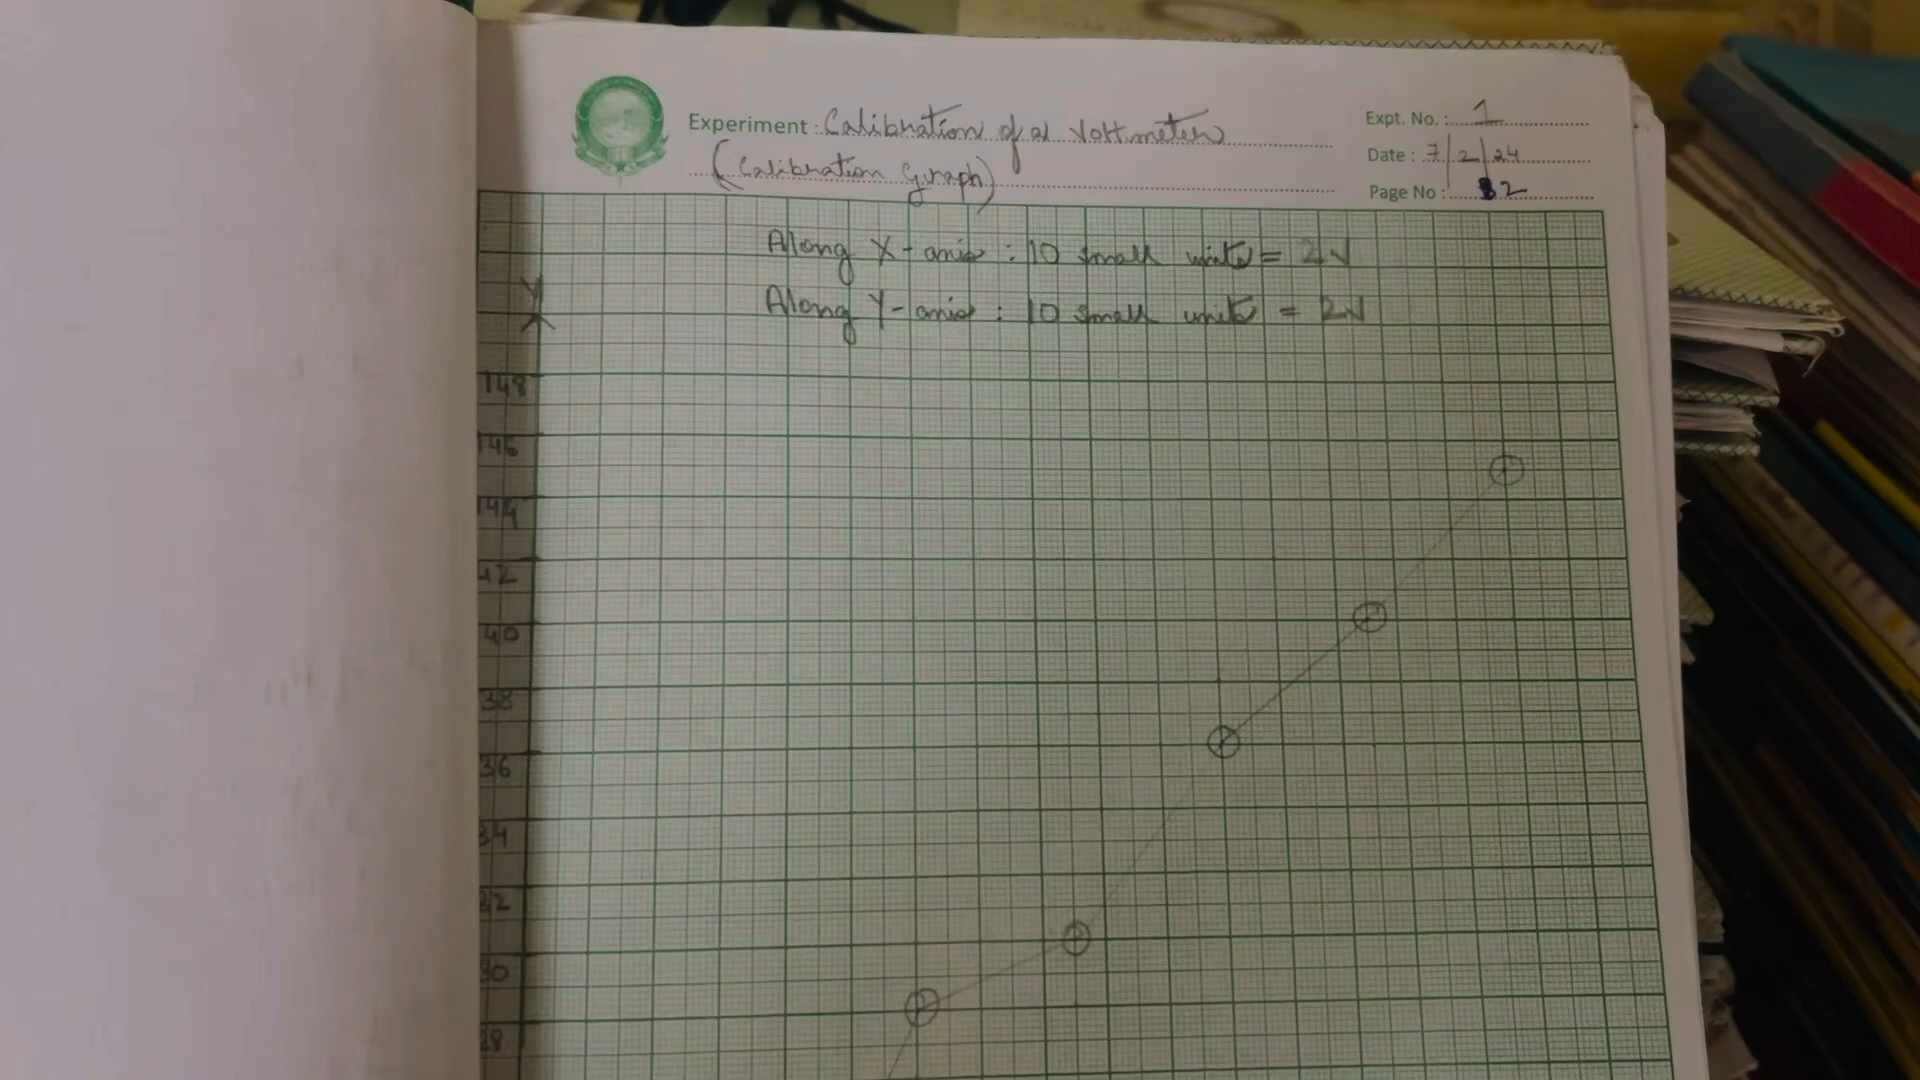 Experiment : Calibration of a Voltmeter
(Calibration Graph)
Expt. No. : 1
Date : 7/2/24
Page No : 2
Along X-axis : 10 small units = 2V
Along Y-axis : 10 small units = 2V
Y
148
146
144
42
40
38
36
34
32
30
28